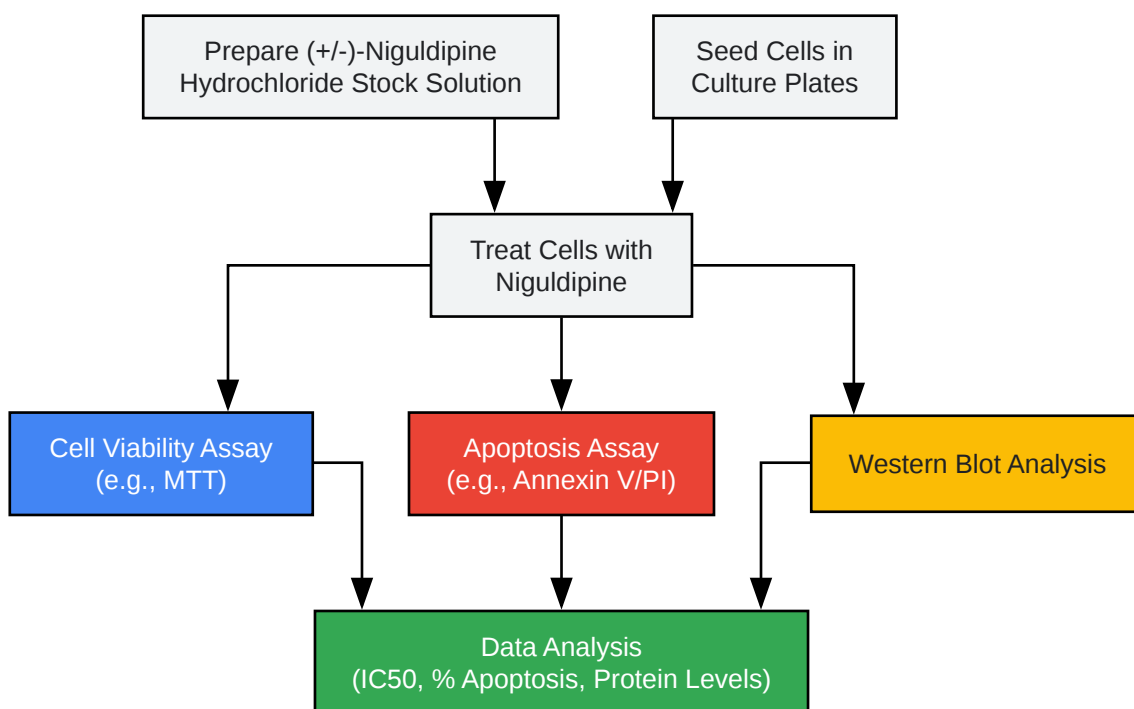 Prepare (+/-)-Niguldipine
Hydrochloride Stock Solution
Seed Cells in
Culture Plates
Treat Cells with
Niguldipine
Cell Viability Assay
(e.g., MTT)
Apoptosis Assay
(e.g., Annexin V/PI)
Western Blot Analysis
Data Analysis
(IC50, % Apoptosis, Protein Levels)